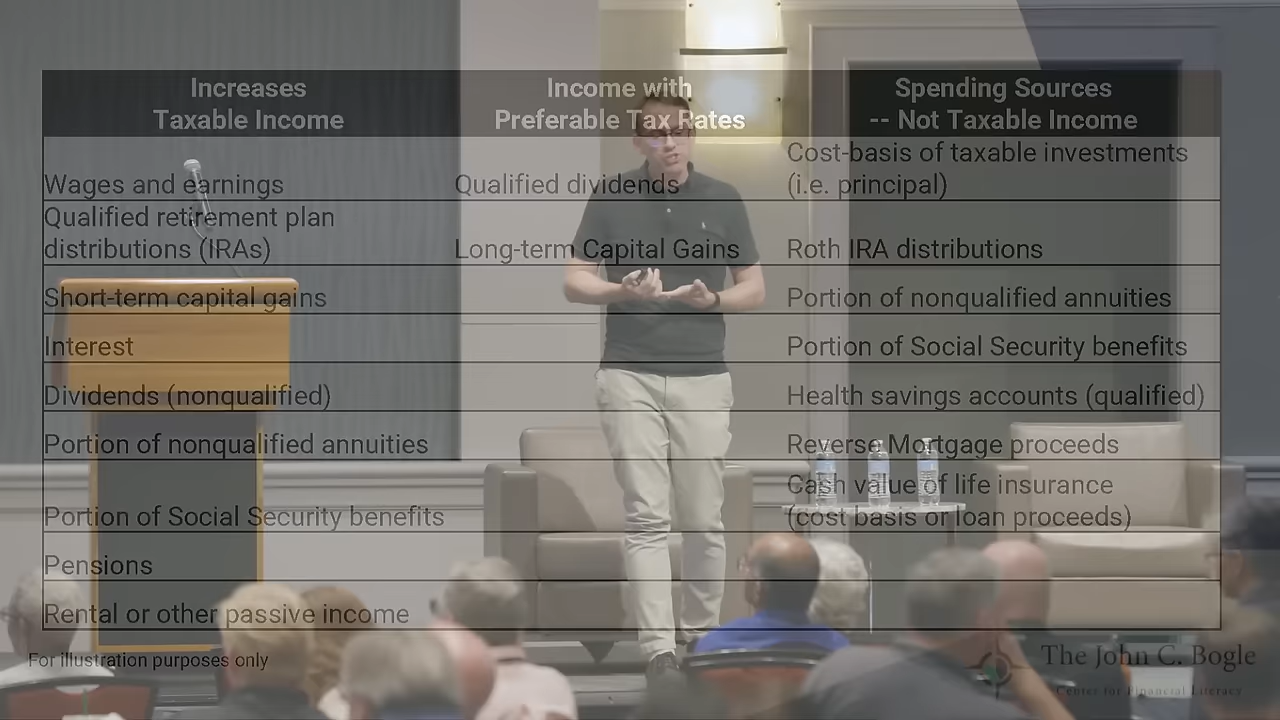 Increases
Taxable Income
Income with
Preferable Tax Rates
Spending Sources
-- Not Taxable Income
Wages and earnings
Qualified dividends
Cost-basis of taxable investments
(i.e. principal)
Qualified retirement plan
distributions (IRAs)
Long-term Capital Gains
Roth IRA distributions
Short-term capital gains
Portion of nonqualified annuities
Interest
Portion of Social Security benefits
Dividends (nonqualified)
Health savings accounts (qualified)
Portion of nonqualified annuities
Reverse Mortgage proceeds
Portion of Social Security benefits
Cash value of life insurance
(cost basis or loan proceeds)
Pensions
Rental or other passive income
For illustration purposes only
The John C. Bogle
Center for Financial Literacy